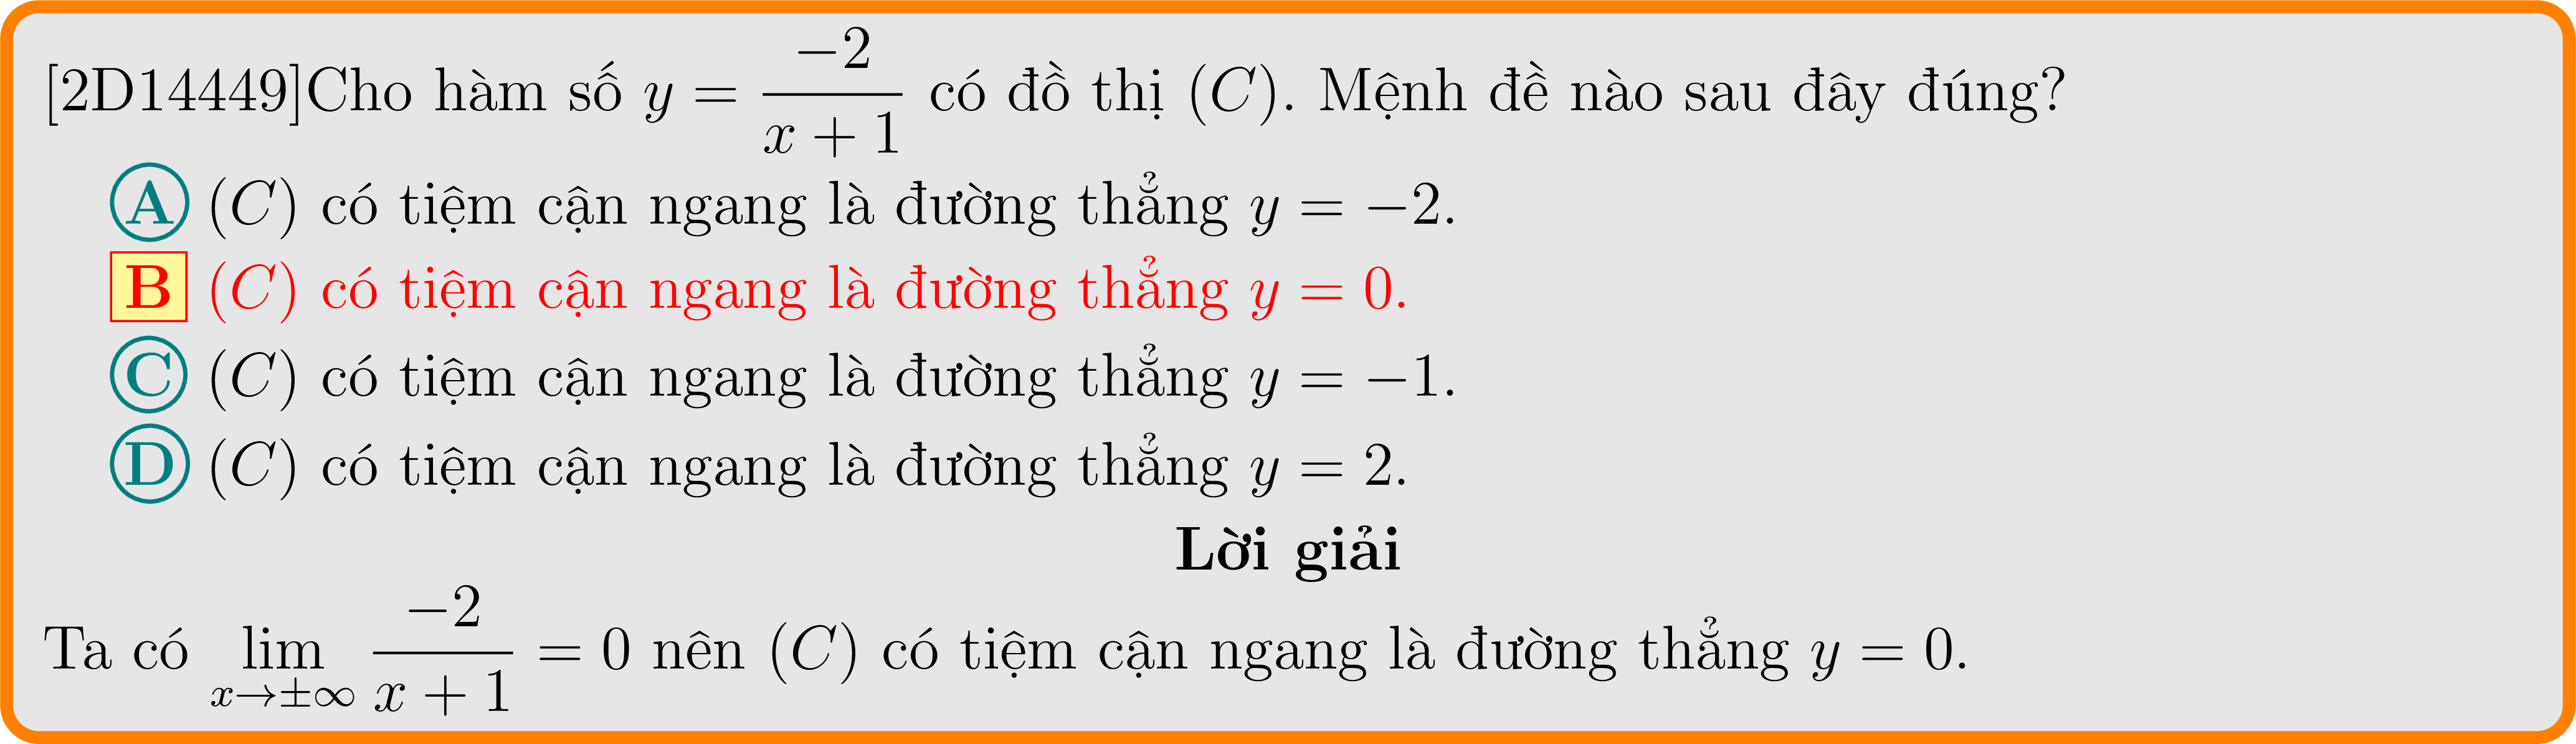 [2D14449]Cho hàm số $y = \dfrac{-2}{x+1}$ có đồ thị $(C)$. Mệnh đề nào sau đây đúng?
A $(C)$ có tiệm cận ngang là đường thẳng $y = -2$.
B $(C)$ có tiệm cận ngang là đường thẳng $y = 0$.
C $(C)$ có tiệm cận ngang là đường thẳng $y = -1$.
D $(C)$ có tiệm cận ngang là đường thẳng $y = 2$.
Lời giải
Ta có $\lim\limits_{x \to \pm\infty} \dfrac{-2}{x+1} = 0$ nên $(C)$ có tiệm cận ngang là đường thẳng $y = 0$.